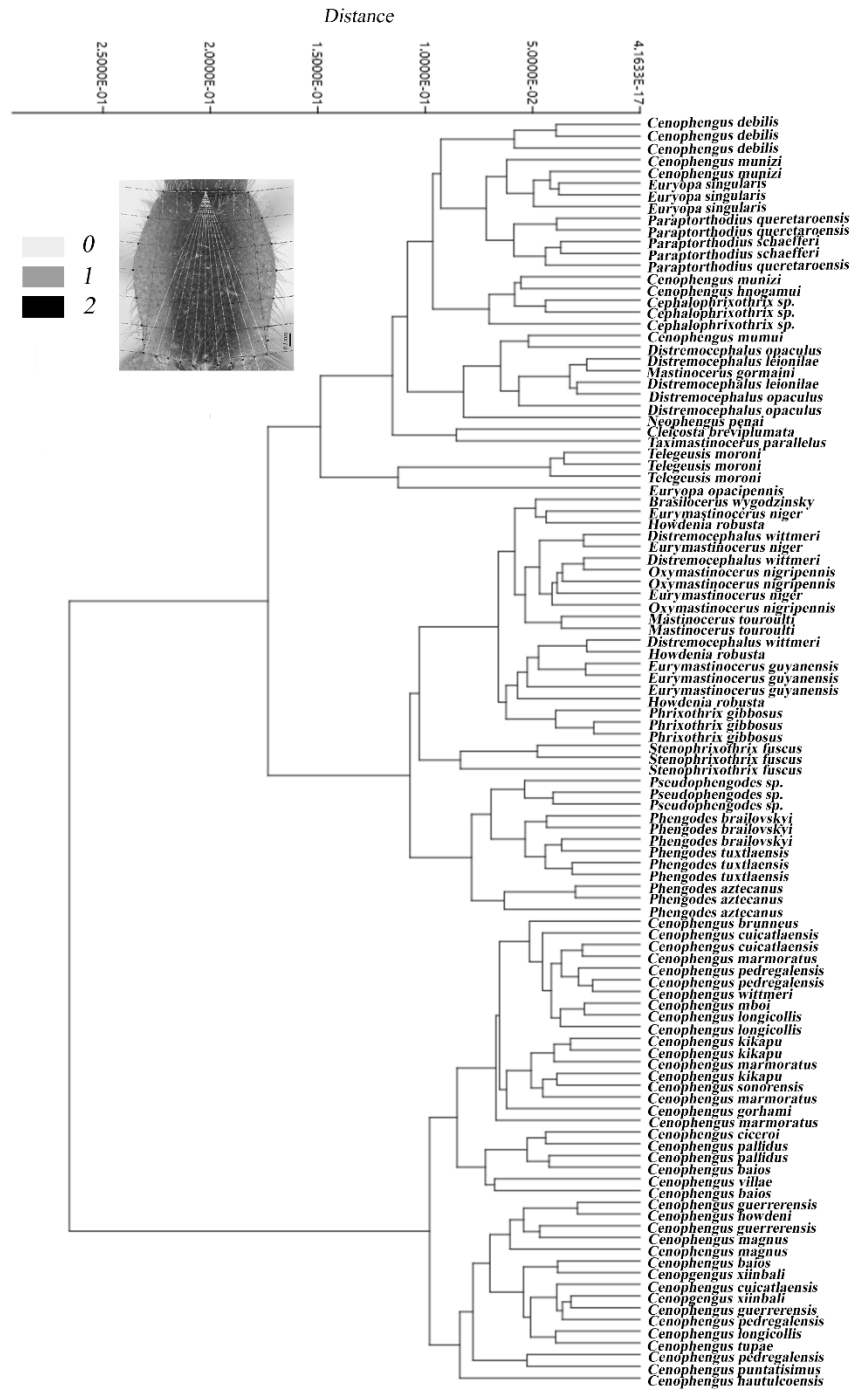 Distance
2.5000E-01
2.0000E-01
1.5000E-01
1.0000E-01
5.0000E-02
4.1633E-17
0
1
2
Cenophengus debilis
Cenophengus debilis
Cenophengus debilis
Cenophengus munizi
Cenophengus munizi
Euryopa singularis
Euryopa singularis
Euryopa singularis
Paraptorthodius queretaroensis
Paraptorthodius queretaroensis
Paraptorthodius schaefferi
Paraptorthodius schaefferi
Paraptorthodius queretaroensis
Cenophengus munizi
Cenophengus hnogamui
Cephalophrixothrix sp.
Cephalophrixothrix sp.
Cephalophrixothrix sp.
Cenophengus mumui
Distremocephalus opaculus
Distremocephalus leionilae
Mastinocerus gormaini
Distremocephalus leionilae
Distremocephalus opaculus
Distremocephalus opaculus
Neophengus penai
Cleicosta breviplumata
Taximastinocerus parallelus
Telegeusis moroni
Telegeusis moroni
Telegeusis moroni
Euryopa opacipennis
Brasilocerus wygodzinsky
Eurymastinocerus niger
Howdenia robusta
Distremocephalus wittmeri
Eurymastinocerus niger
Distremocephalus wittmeri
Oxymastinocerus nigripennis
Oxymastinocerus nigripennis
Eurymastinocerus niger
Oxymastinocerus nigripennis
Mastinocerus touroulti
Mastinocerus touroulti
Distremocephalus wittmeri
Howdenia robusta
Eurymastinocerus guyanensis
Eurymastinocerus guyanensis
Eurymastinocerus guyanensis
Howdenia robusta
Phrixothrix gibbosus
Phrixothrix gibbosus
Phrixothrix gibbosus
Stenophrixothrix fuscus
Stenophrixothrix fuscus
Stenophrixothrix fuscus
Pseudophengodes sp.
Pseudophengodes sp.
Pseudophengodes sp.
Phengodes brailovskyi
Phengodes brailovskyi
Phengodes brailovskyi
Phengodes tuxtlaensis
Phengodes tuxtlaensis
Phengodes tuxtlaensis
Phengodes aztecanus
Phengodes aztecanus
Phengodes aztecanus
Cenophengus brunneus
Cenophengus cuicatlaensis
Cenophengus cuicatlaensis
Cenophengus marmoratus
Cenophengus pedregalensis
Cenophengus pedregalensis
Cenophengus wittmeri
Cenophengus mboi
Cenophengus longicollis
Cenophengus longicollis
Cenophengus kikapu
Cenophengus kikapu
Cenophengus marmoratus
Cenophengus kikapu
Cenophengus sonorensis
Cenophengus marmoratus
Cenophengus gorhami
Cenophengus marmoratus
Cenophengus ciceroi
Cenophengus pallidus
Cenophengus pallidus
Cenophengus baios
Cenophengus villae
Cenophengus baios
Cenophengus guerrerensis
Cenophengus howdeni
Cenophengus guerrerensis
Cenophengus magnus
Cenophengus magnus
Cenophengus baios
Cenopgengus xiinbali
Cenophengus cuicatlaensis
Cenopgengus xiinbali
Cenophengus guerrerensis
Cenophengus pedregalensis
Cenophengus longicollis
Cenophengus tupae
Cenophengus pedregalensis
Cenophengus puntatisimus
Cenophengus hautulcoensis